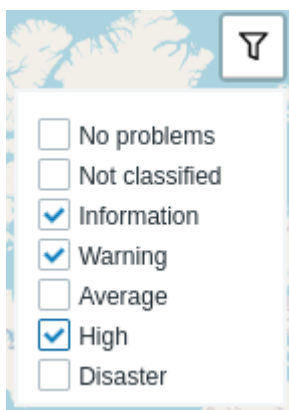 No problems
Not classified
Information
Warning
Average
High
Disaster